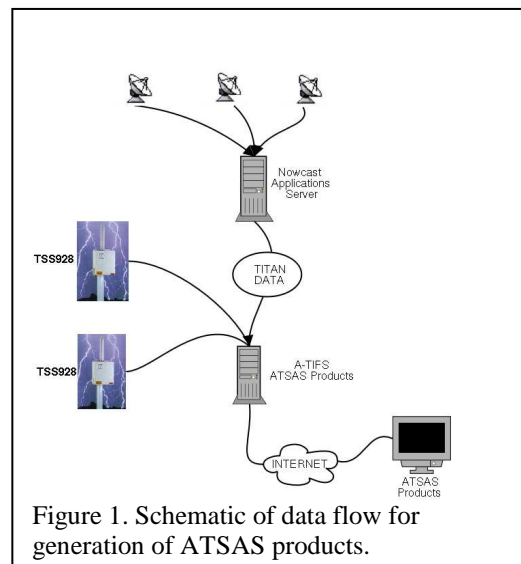 Nowcast
Applications
Server
TSS928
TITAN
DATA
TSS928
A-TIFS
ATSAS Products
INTERNET
ATSAS
Products
Figure 1. Schematic of data flow for
generation of ATSAS products.